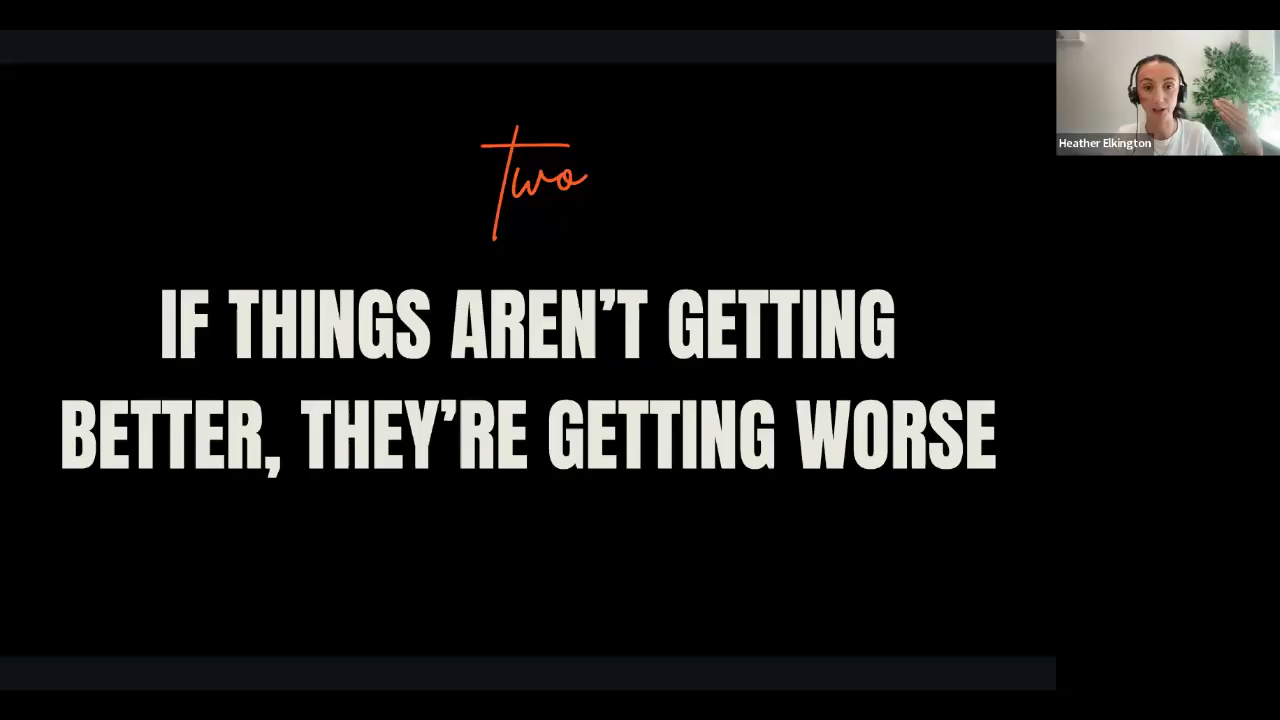 two
IF THINGS AREN’T GETTING
BETTER, THEY’RE GETTING WORSE
Heather Elkington